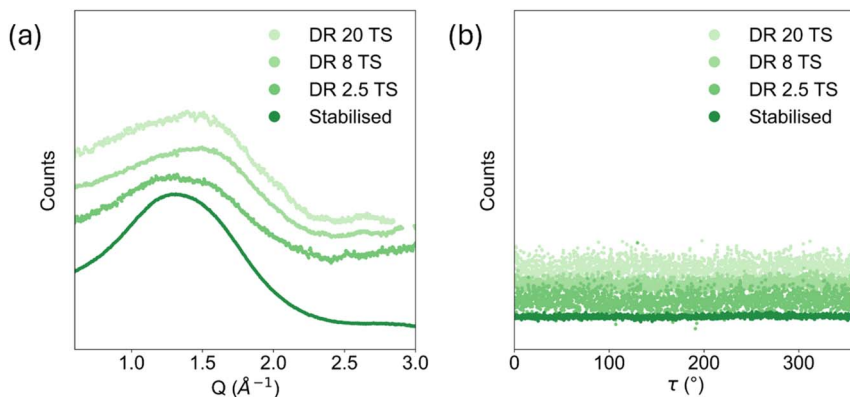 (a)
DR 20 TS
DR 8 TS
DR 2.5 TS
Stabilised
Counts
1.0 1.5 2.0 2.5 3.0
Q (Å⁻¹)
(b)
DR 20 TS
DR 8 TS
DR 2.5 TS
Stabilised
Counts
0 100 200 300
τ (°)